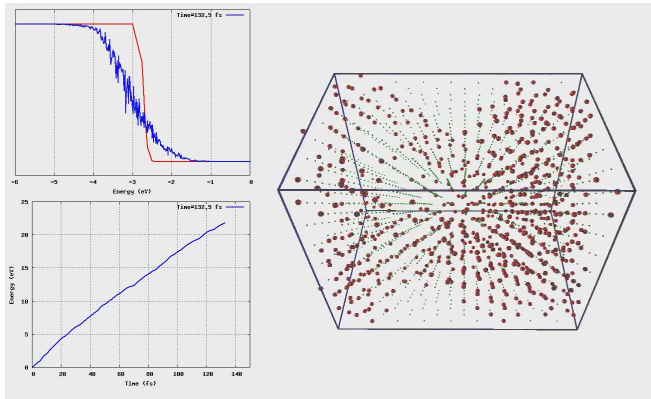 Time=132,5 fs
-6 -5 -4 -3 -2 -1 0
Energy (eV)
25
Time=132,5 fs
20
15
Energy (eV)
10
5
0
0 20 40 60 80 100 120 140
Time (fs)